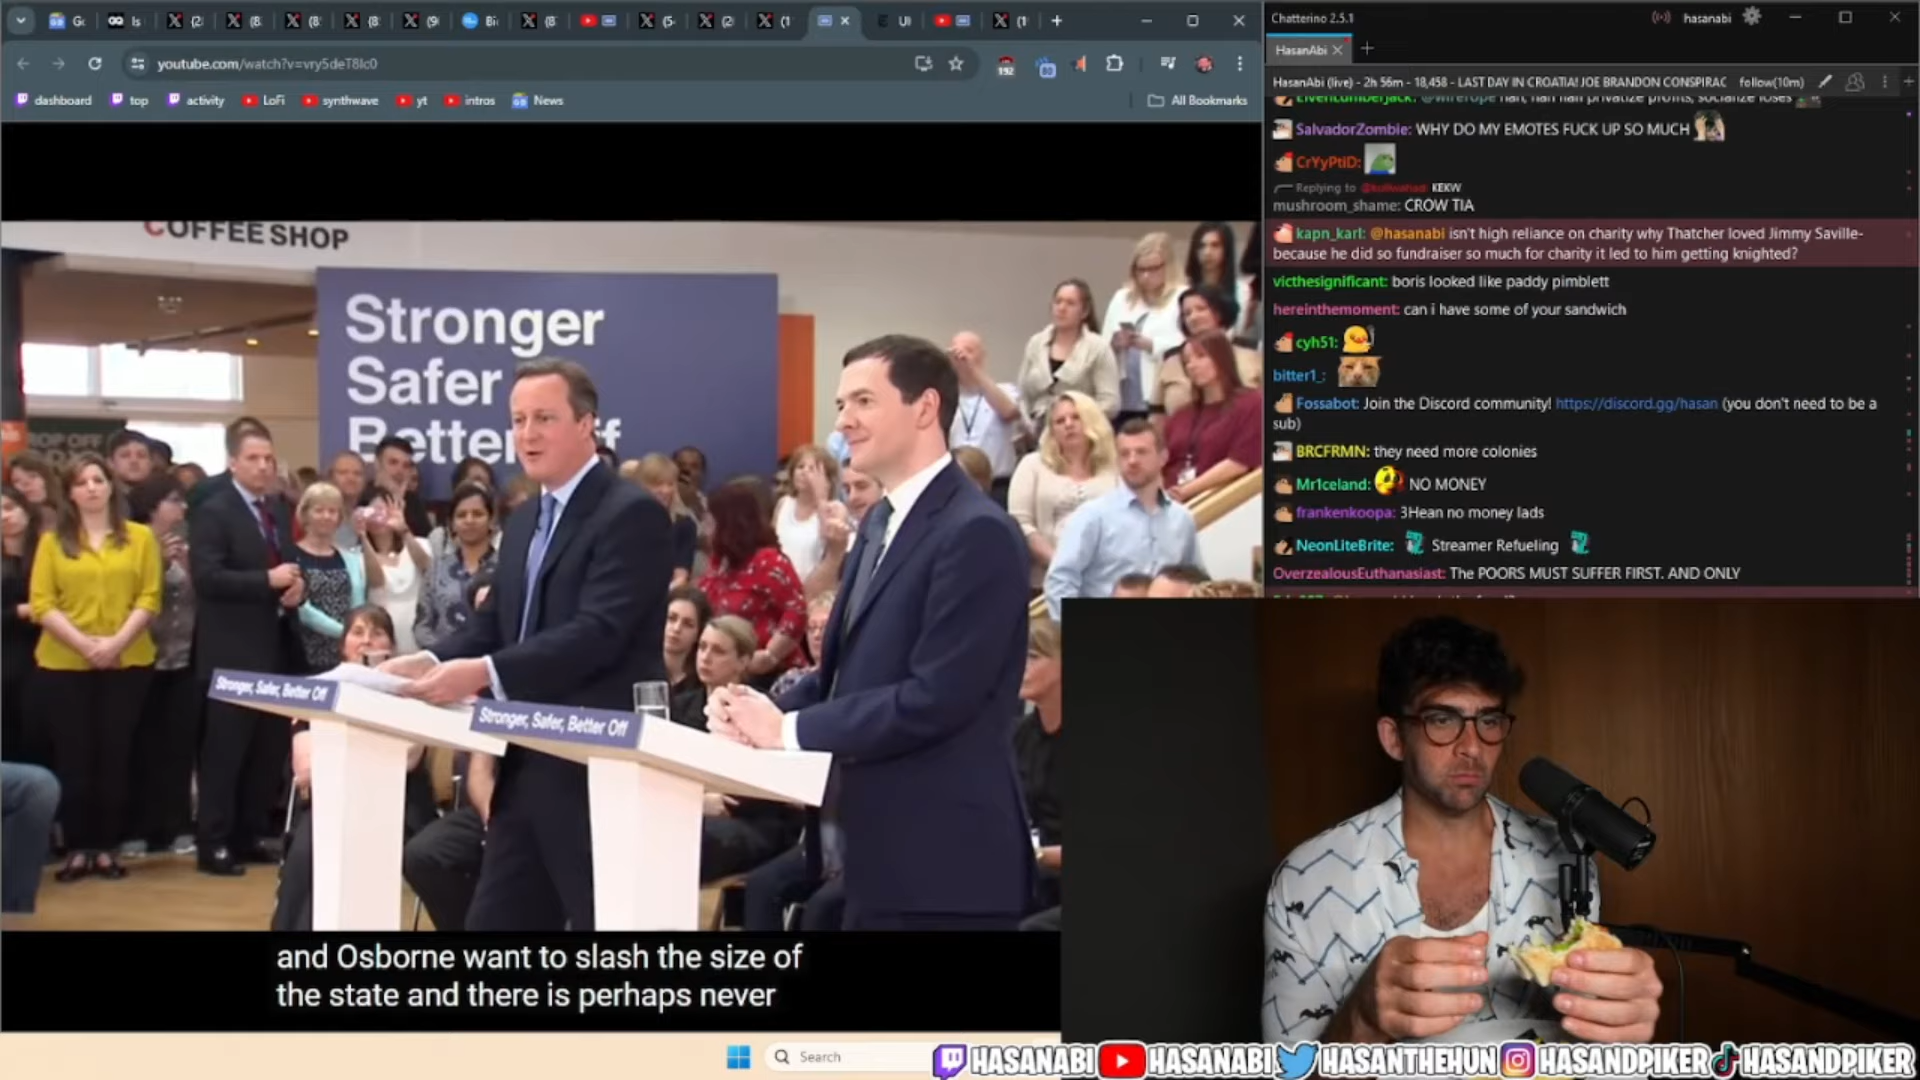 Is
Bi
UI
youtube.com/watch?v=vry5deT8Ic0
192
dashboard
top
activity
LoFi
synthwave
yt
intros
News
All Bookmarks
COFFEE SHOP
Stronger
Safer
Better Off
Stronger, Safer, Better Off
Stronger, Safer, Better Off
and Osborne want to slash the size of
the state and there is perhaps never
Search
Chatterino 2.5.1
hasanabi
HasanAbi
HasanAbi (live) - 2h 56m - 18,458 - LAST DAY IN CROATIA! JOE BRANDON CONSPIRAC
follow(10m)
SalvadorZombie: WHY DO MY EMOTES FUCK UP SO MUCH
CrYyPtID:
Replying to KEKW
mushroom_shame: CROW TIA
kapn_karl: @hasanabi isn't high reliance on charity why Thatcher loved Jimmy Saville-
because he did so fundraiser so much for charity it led to him getting knighted?
victhesignificant: boris looked like paddy pimblett
hereinthemoment: can i have some of your sandwich
cyh51:
bitter1_:
Fossabot: Join the Discord community! https://discord.gg/hasan (you don't need to be a
sub)
BRCFRMN: they need more colonies
Mr1celand: NO MONEY
frankenkoopa: 3Hean no money lads
NeonLiteBrite: Streamer Refueling
OverzealousEuthanasiast: The POORS MUST SUFFER FIRST. AND ONLY
HASANABI HASANABI HASANTHEHUN HASANDPIKER HASANDPIKER